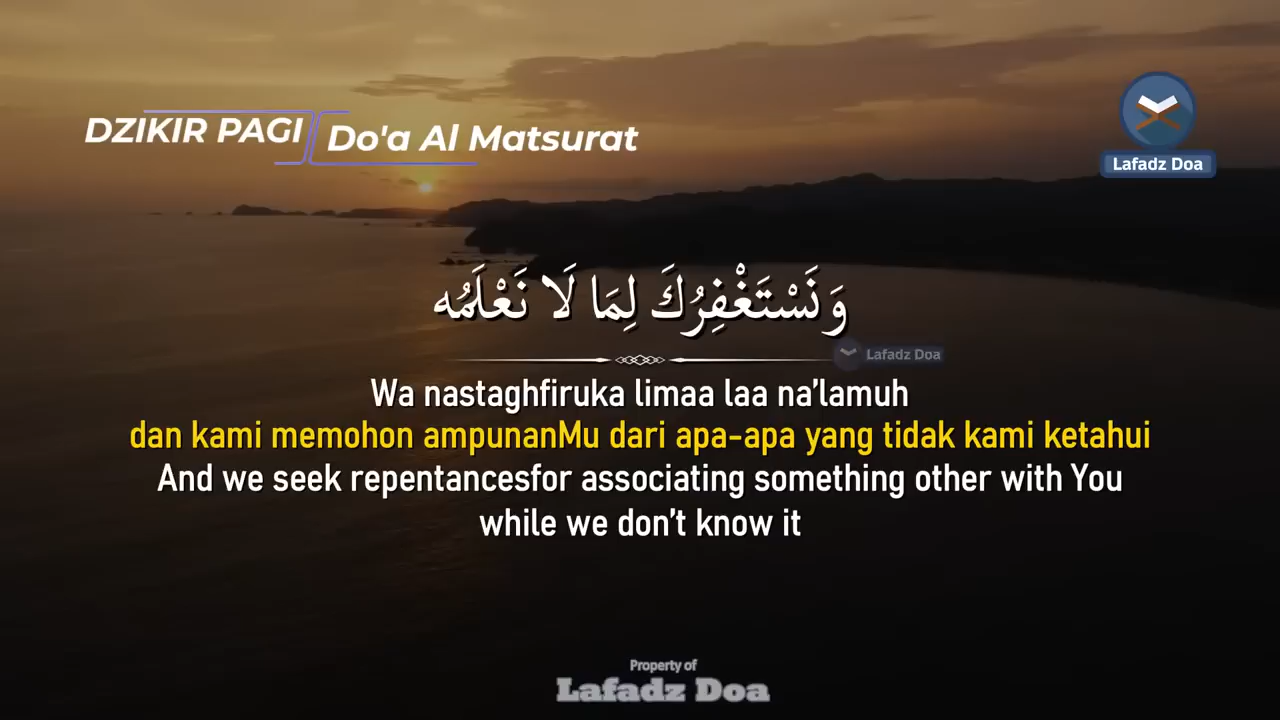 DZIKIR PAGI
Do'a Al Matsurat
Lafadz Doa
وَنَسْتَغْفِرُكَ لِمَا لَا نَعْلَمُه
Lafadz Doa
Wa nastaghfiruka limaa laa na’lamuh
dan kami memohon ampunanMu dari apa-apa yang tidak kami ketahui
And we seek repentancesfor associating something other with You
while we don’t know it
Property of
Lafadz Doa